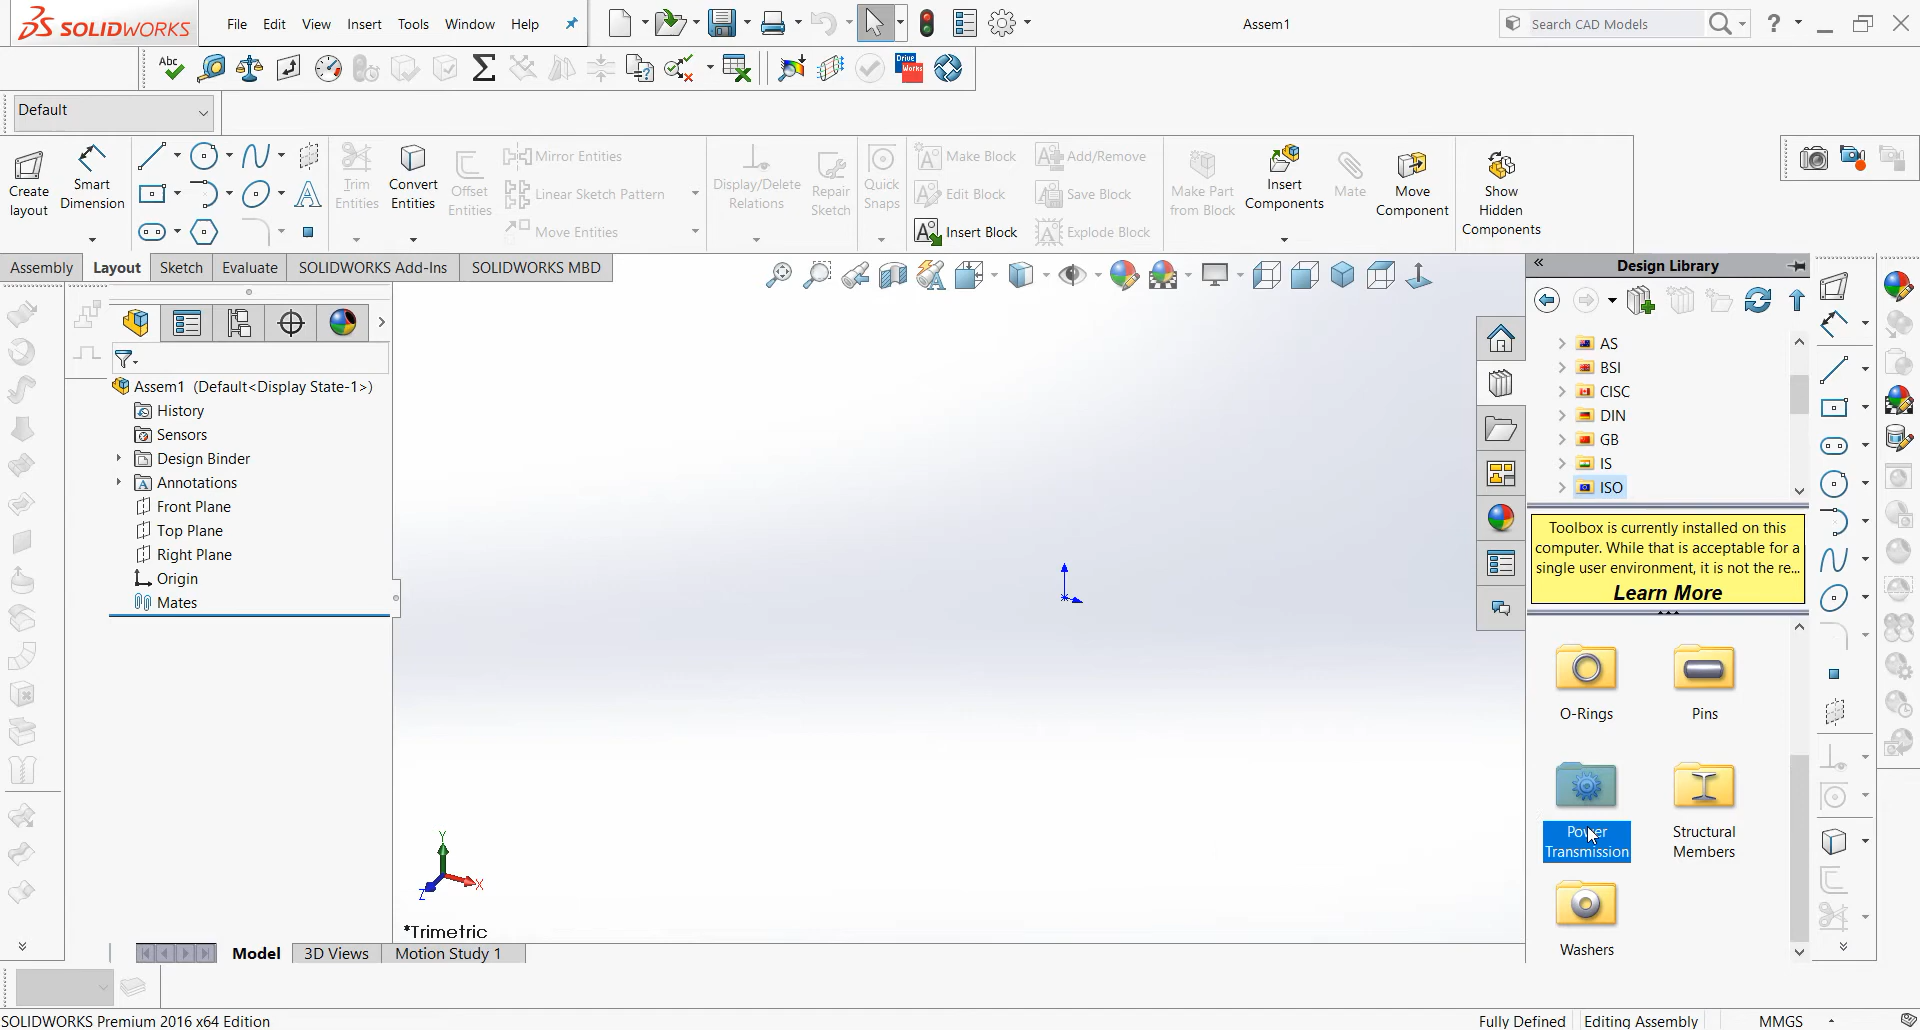 SOLIDWORKS
File Edit View Insert Tools Window Help
Assem1
Search CAD Models
?
Abc
Drive
Works
Default
Create layout
Smart Dimension
Trim Entities
Convert Entities
Offset Entities
Mirror Entities
Linear Sketch Pattern
Move Entities
Display/Delete Relations
Repair Sketch
Quick Snaps
Make Block
Edit Block
Insert Block
Add/Remove
Save Block
Explode Block
Make Part from Block
Insert Components
Mate
Move Component
Show Hidden Components
Assembly Layout Sketch Evaluate SOLIDWORKS Add-Ins SOLIDWORKS MBD
Assem1 (Default<Display State-1>)
History
Sensors
Design Binder
Annotations
Front Plane
Top Plane
Right Plane
Origin
Mates
Y
X
Z
*Trimetric
Design Library
AS
BSI
CISC
DIN
GB
IS
ISO
Toolbox is currently installed on this
computer. While that is acceptable for a
single user environment, it is not the re...
Learn More
O-Rings
Pins
Power
Transmission
Structural
Members
Washers
Model 3D Views Motion Study 1
SOLIDWORKS Premium 2016 x64 Edition
Fully Defined Editing Assembly MMGS